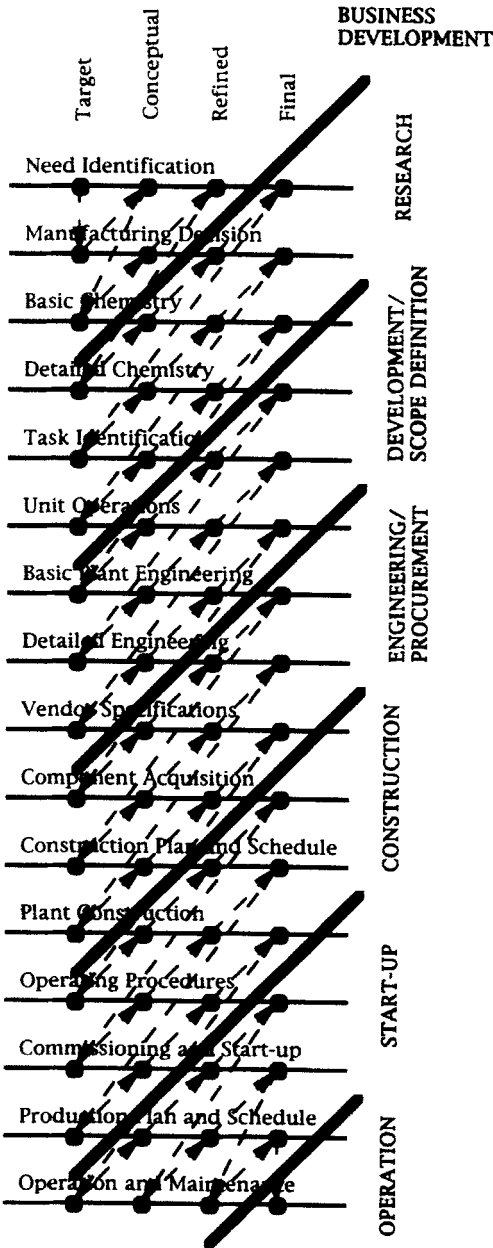 BUSINESS
DEVELOPMENT
Target
Conceptual
Refined
Final
RESEARCH
Need Identification
Manufacturing Decision
Basic Chemistry
DEVELOPMENT/
SCOPE DEFINITION
Detailed Chemistry
Task Identification
Unit Operations
ENGINEERING/
PROCUREMENT
Basic Plant Engineering
Detailed Engineering
Vendor Specifications
CONSTRUCTION
Component Acquisition
Construction Plan and Schedule
Plant Construction
START-UP
Operating Procedures
Commissioning and Start-up
Production Plan and Schedule
OPERATION
Operation and Maintenance